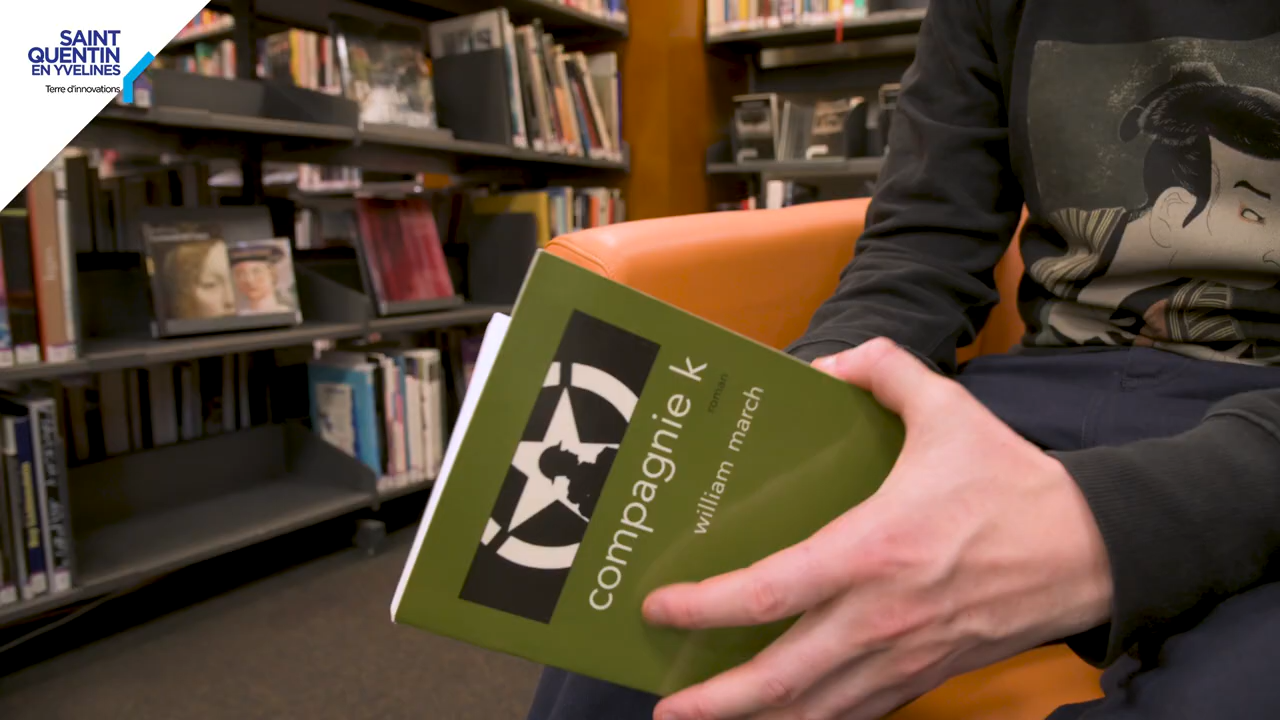 SAINT
QUENTIN
EN YVELINES
Terre d'innovations
compagnie k
roman
william march